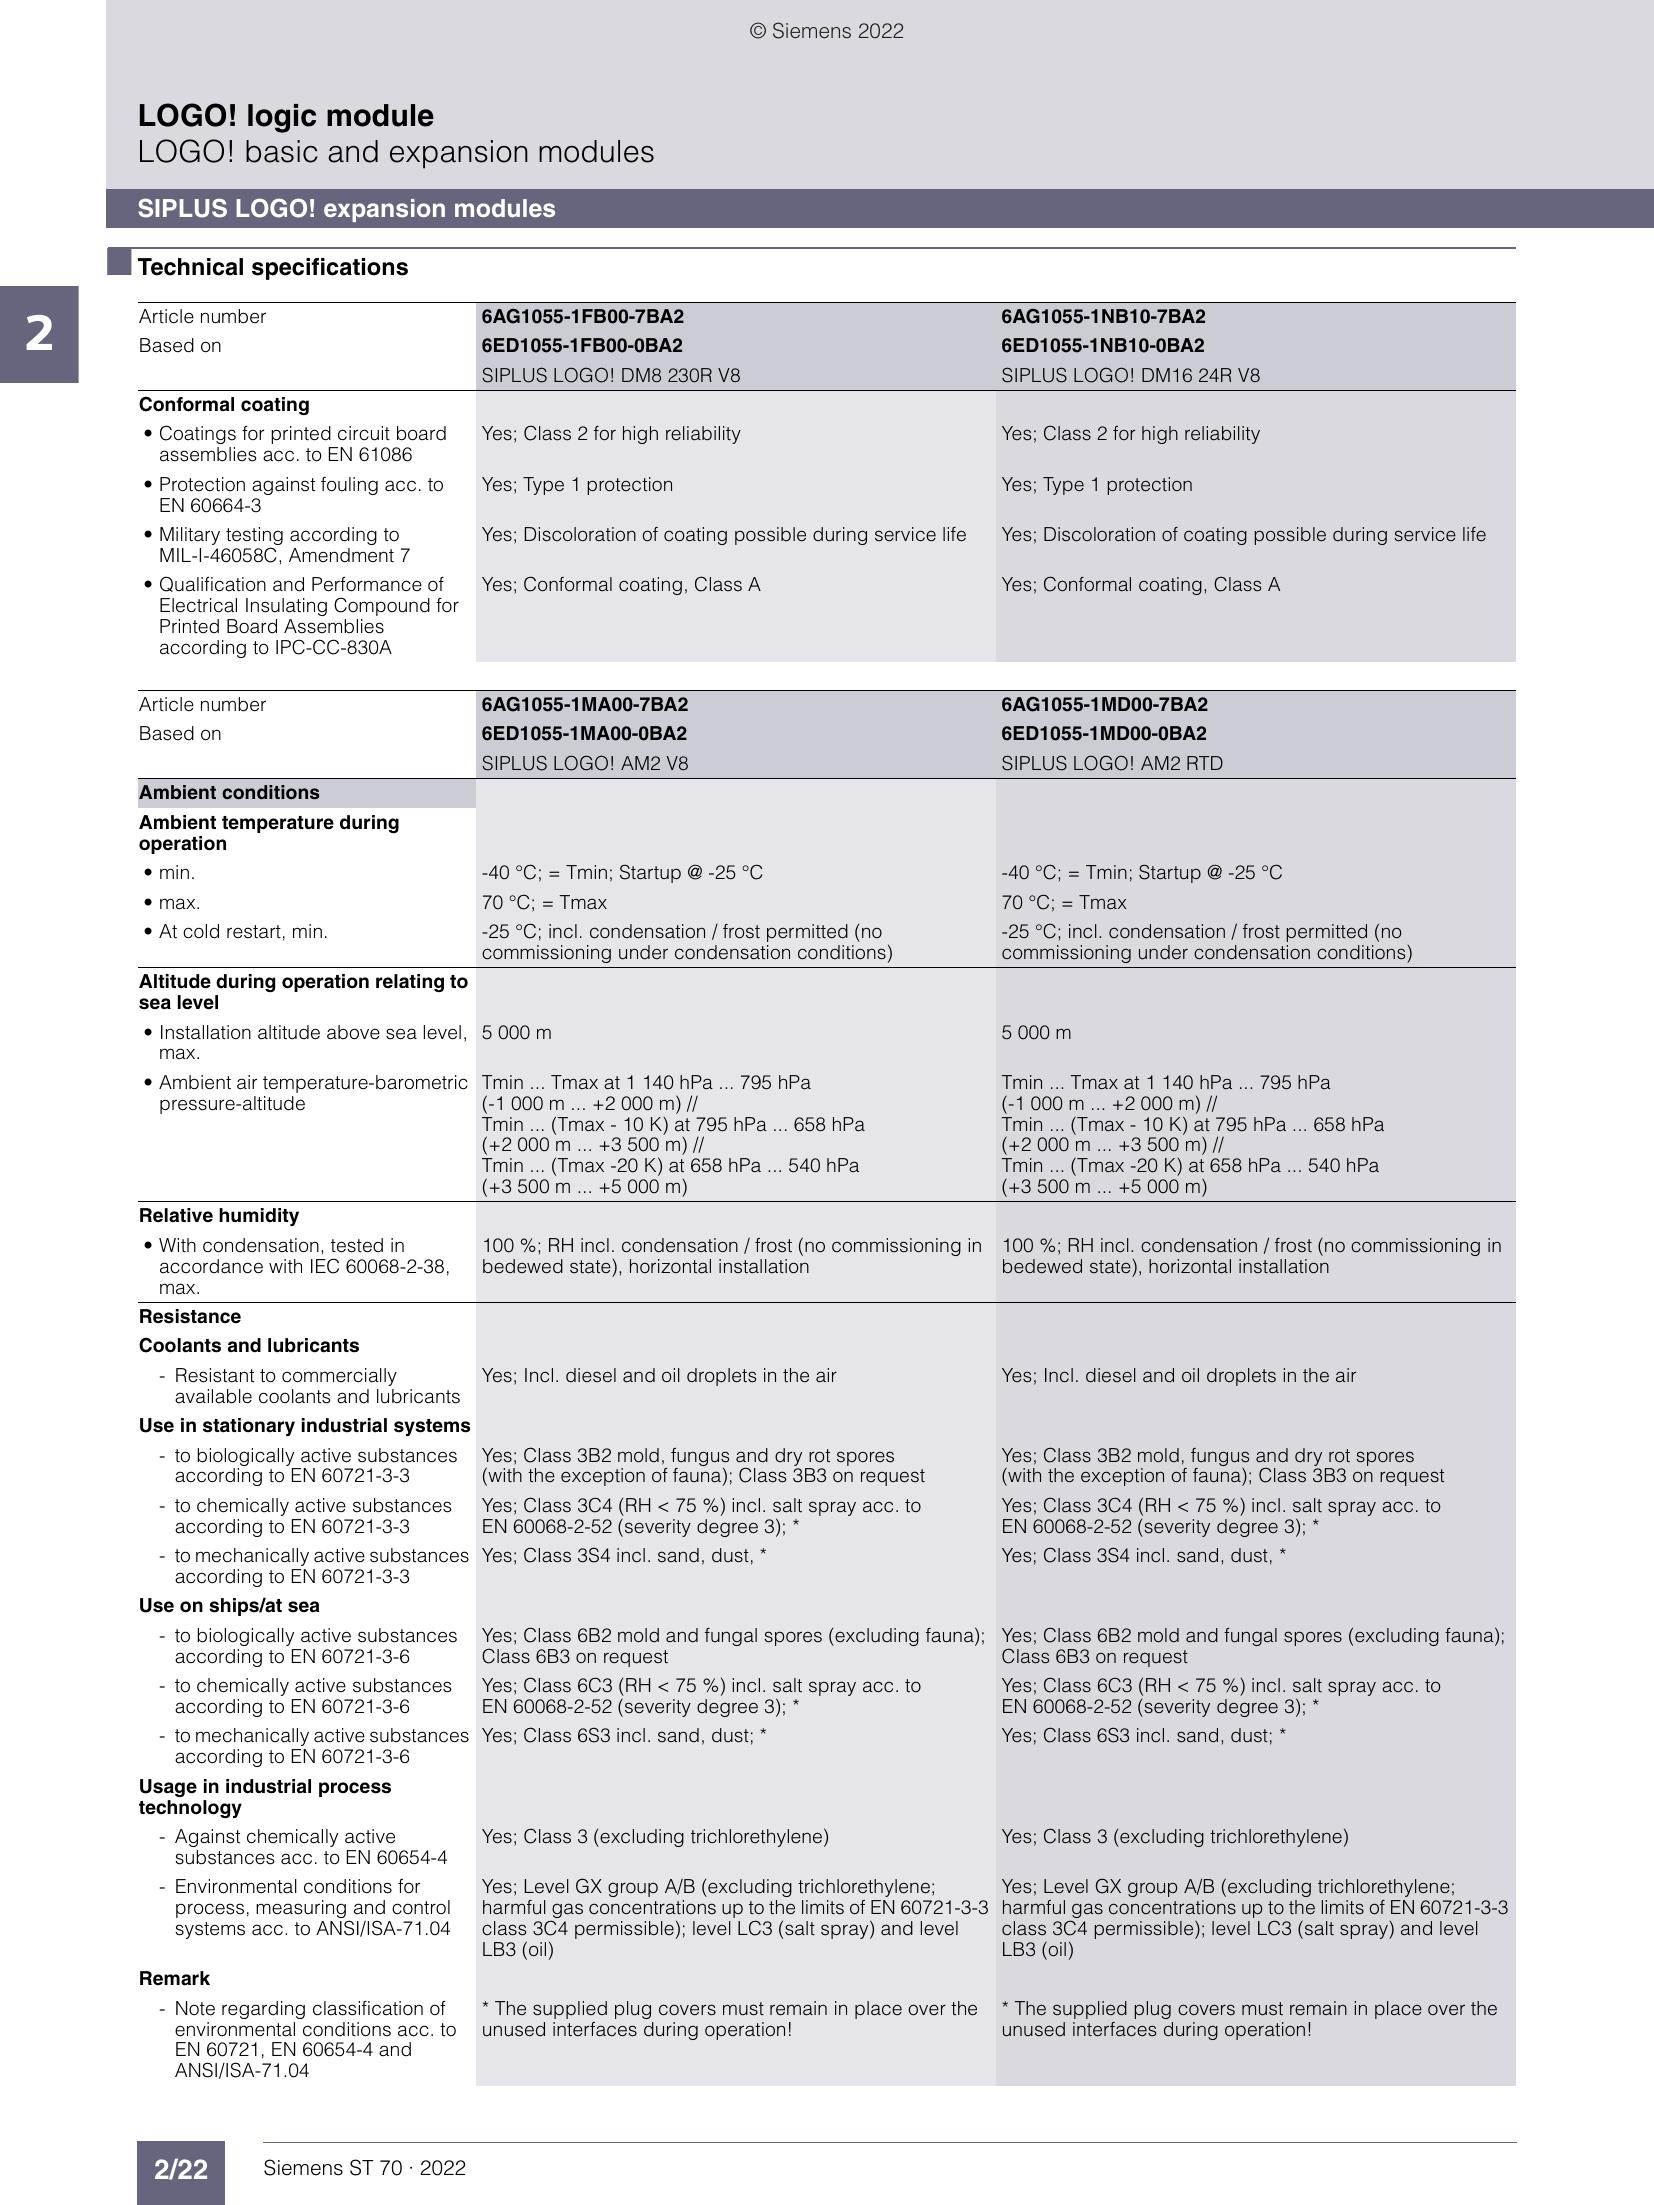 © Siemens 2022
LOGO! logic module
LOGO! basic and expansion modules
SIPLUS LOGO! expansion modules
Technical specifications
2
Article number 6AG1055-1FB00-7BA2 6AG1055-1NB10-7BA2
Based on 6ED1055-1FB00-0BA2 6ED1055-1NB10-0BA2
SIPLUS LOGO! DM8 230R V8 SIPLUS LOGO! DM16 24R V8
Conformal coating
• Coatings for printed circuit board Yes; Class 2 for high reliability Yes; Class 2 for high reliability
assemblies acc. to EN 61086
• Protection against fouling acc. to Yes; Type 1 protection Yes; Type 1 protection
EN 60664-3
• Military testing according to Yes; Discoloration of coating possible during service life Yes; Discoloration of coating possible during service life
MIL-I-46058C, Amendment 7
• Qualification and Performance of Yes; Conformal coating, Class A Yes; Conformal coating, Class A
Electrical Insulating Compound for
Printed Board Assemblies
according to IPC-CC-830A
Article number 6AG1055-1MA00-7BA2 6AG1055-1MD00-7BA2
Based on 6ED1055-1MA00-0BA2 6ED1055-1MD00-0BA2
SIPLUS LOGO! AM2 V8 SIPLUS LOGO! AM2 RTD
Ambient conditions
Ambient temperature during
operation
• min. -40 °C; = Tmin; Startup @ -25 °C -40 °C; = Tmin; Startup @ -25 °C
• max. 70 °C; = Tmax 70 °C; = Tmax
• At cold restart, min. -25 °C; incl. condensation / frost permitted (no -25 °C; incl. condensation / frost permitted (no
commissioning under condensation conditions) commissioning under condensation conditions)
Altitude during operation relating to
sea level
• Installation altitude above sea level, 5 000 m 5 000 m
max.
• Ambient air temperature-barometric Tmin ... Tmax at 1 140 hPa ... 795 hPa Tmin ... Tmax at 1 140 hPa ... 795 hPa
pressure-altitude (-1 000 m ... +2 000 m) // (-1 000 m ... +2 000 m) //
Tmin ... (Tmax - 10 K) at 795 hPa ... 658 hPa Tmin ... (Tmax - 10 K) at 795 hPa ... 658 hPa
(+2 000 m ... +3 500 m) // (+2 000 m ... +3 500 m) //
Tmin ... (Tmax -20 K) at 658 hPa ... 540 hPa Tmin ... (Tmax -20 K) at 658 hPa ... 540 hPa
(+3 500 m ... +5 000 m) (+3 500 m ... +5 000 m)
Relative humidity
• With condensation, tested in 100 %; RH incl. condensation / frost (no commissioning in 100 %; RH incl. condensation / frost (no commissioning in
accordance with IEC 60068-2-38, bedewed state), horizontal installation bedewed state), horizontal installation
max.
Resistance
Coolants and lubricants
- Resistant to commercially Yes; Incl. diesel and oil droplets in the air Yes; Incl. diesel and oil droplets in the air
available coolants and lubricants
Use in stationary industrial systems
- to biologically active substances Yes; Class 3B2 mold, fungus and dry rot spores Yes; Class 3B2 mold, fungus and dry rot spores
according to EN 60721-3-3 (with the exception of fauna); Class 3B3 on request (with the exception of fauna); Class 3B3 on request
- to chemically active substances Yes; Class 3C4 (RH < 75 %) incl. salt spray acc. to Yes; Class 3C4 (RH < 75 %) incl. salt spray acc. to
according to EN 60721-3-3 EN 60068-2-52 (severity degree 3); * EN 60068-2-52 (severity degree 3); *
- to mechanically active substances Yes; Class 3S4 incl. sand, dust, * Yes; Class 3S4 incl. sand, dust, *
according to EN 60721-3-3
Use on ships/at sea
- to biologically active substances Yes; Class 6B2 mold and fungal spores (excluding fauna); Yes; Class 6B2 mold and fungal spores (excluding fauna);
according to EN 60721-3-6 Class 6B3 on request Class 6B3 on request
- to chemically active substances Yes; Class 6C3 (RH < 75 %) incl. salt spray acc. to Yes; Class 6C3 (RH < 75 %) incl. salt spray acc. to
according to EN 60721-3-6 EN 60068-2-52 (severity degree 3); * EN 60068-2-52 (severity degree 3); *
- to mechanically active substances Yes; Class 6S3 incl. sand, dust; * Yes; Class 6S3 incl. sand, dust; *
according to EN 60721-3-6
Usage in industrial process
technology
- Against chemically active Yes; Class 3 (excluding trichlorethylene) Yes; Class 3 (excluding trichlorethylene)
substances acc. to EN 60654-4
- Environmental conditions for Yes; Level GX group A/B (excluding trichlorethylene; Yes; Level GX group A/B (excluding trichlorethylene;
process, measuring and control harmful gas concentrations up to the limits of EN 60721-3-3 harmful gas concentrations up to the limits of EN 60721-3-3
systems acc. to ANSI/ISA-71.04 class 3C4 permissible); level LC3 (salt spray) and level class 3C4 permissible); level LC3 (salt spray) and level
LB3 (oil) LB3 (oil)
Remark
- Note regarding classification of * The supplied plug covers must remain in place over the * The supplied plug covers must remain in place over the
environmental conditions acc. to unused interfaces during operation! unused interfaces during operation!
EN 60721, EN 60654-4 and
ANSI/ISA-71.04
2/22 Siemens ST 70 · 2022